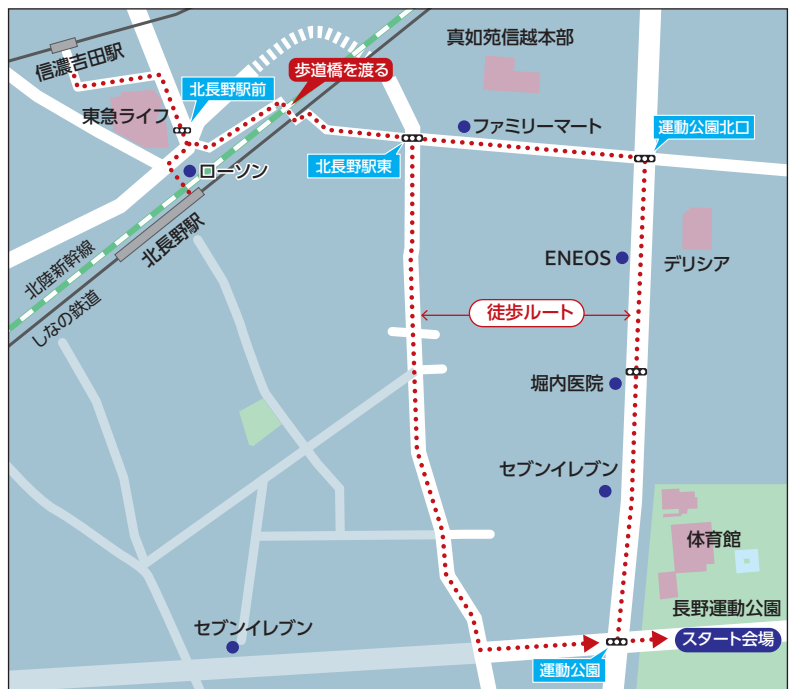 真如苑信越本部
信濃吉田駅
歩道橋を渡る
北長野駅前
東急ライフ
ファミリーマート
運動公園北口
北長野駅東
ローソン
北長野駅
ENEOS
デリシア
北陸新幹線
しなの鉄道
徒歩ルート
堀内医院
セブンイレブン
体育館
長野運動公園
セブンイレブン
スタート会場
運動公園